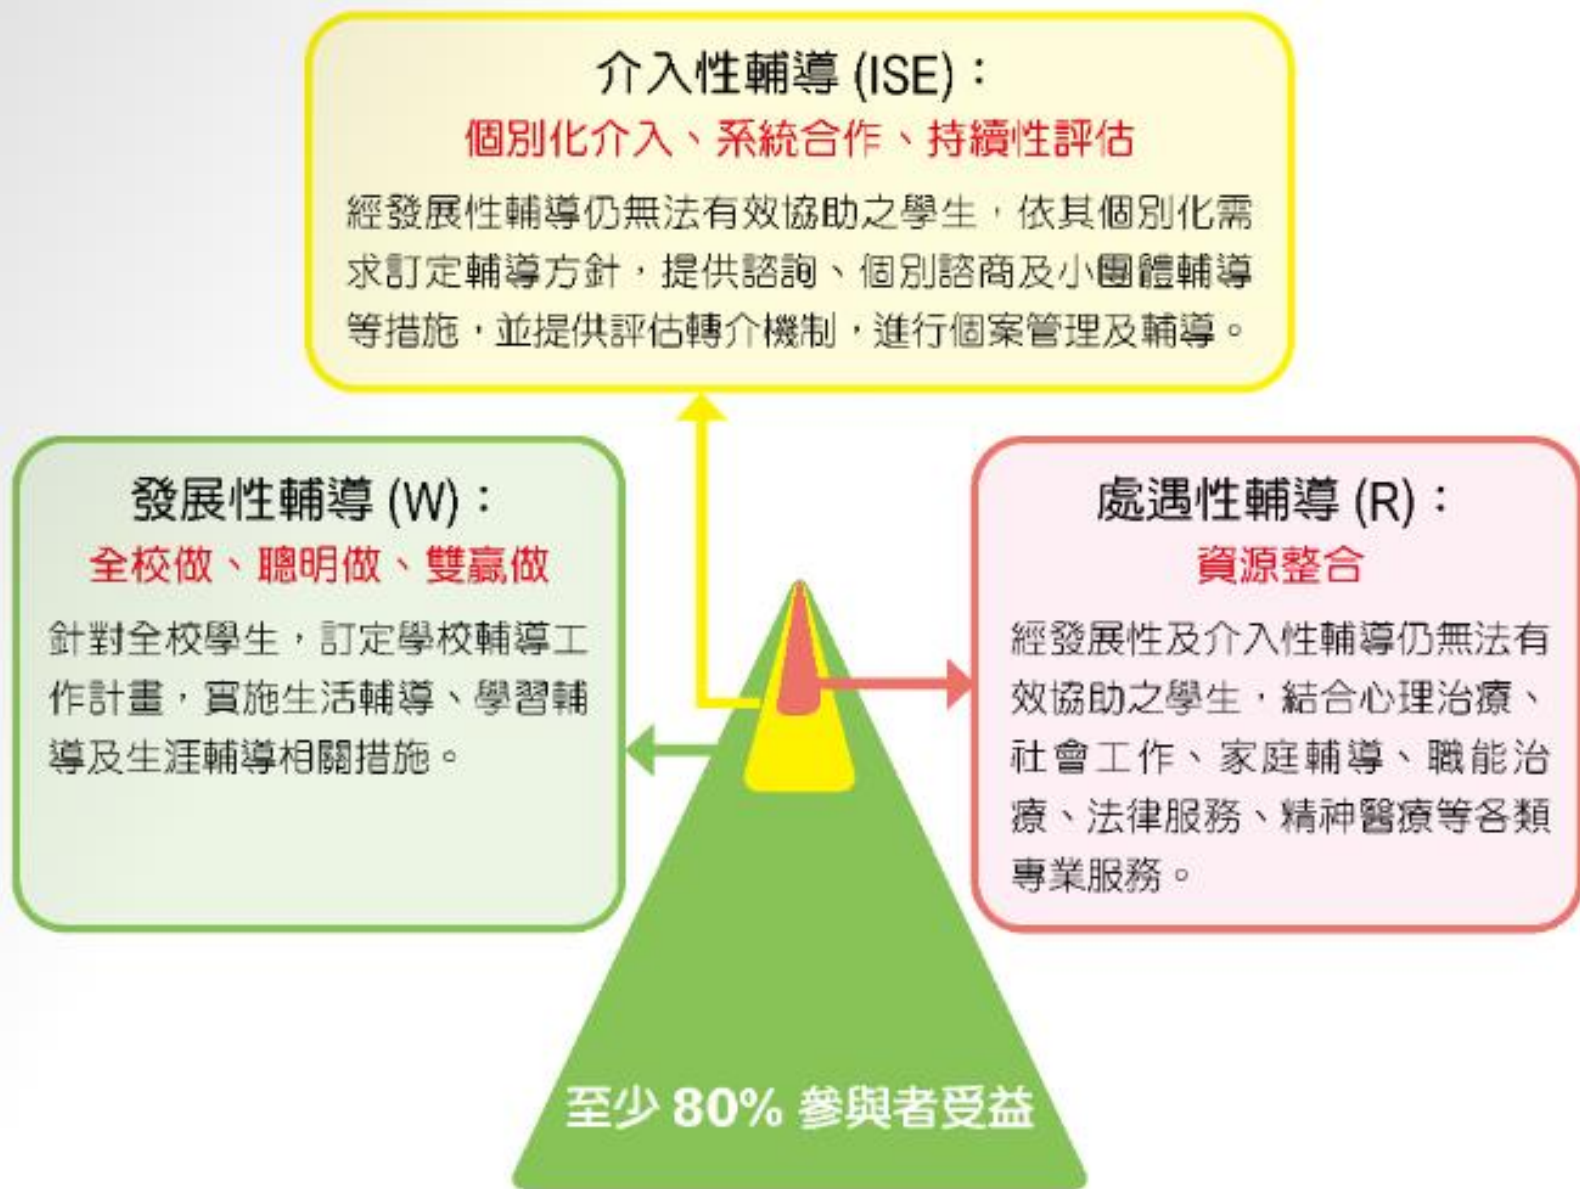 介入性輔導 (ISE)：
個別化介入、系統合作、持續性評估
經發展性輔導仍無法有效協助之學生，依其個別化需
求訂定輔導方針，提供諮詢、個別諮商及小團體輔導
等措施，並提供評估轉介機制，進行個案管理及輔導。
發展性輔導 (W)：
全校做、聰明做、雙贏做
針對全校學生，訂定學校輔導工
作計畫，實施生活輔導、學習輔
導及生涯輔導相關措施。
處遇性輔導 (R)：
資源整合
經發展性及介入性輔導仍無法有
效協助之學生，結合心理治療、
社會工作、家庭輔導、職能治
療、法律服務、精神醫療等各類
專業服務。
至少 80% 參與者受益